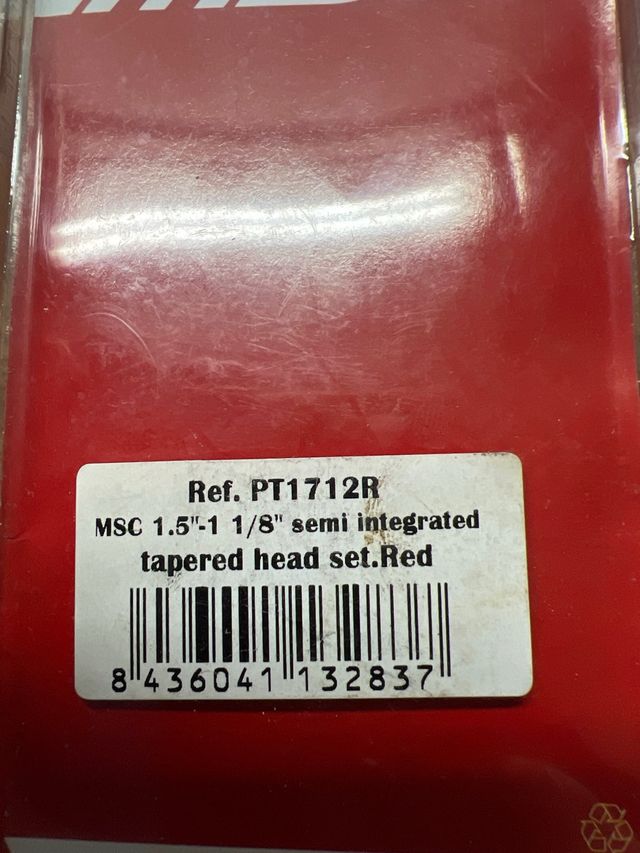 Ref. PT1712R
MSC 1.5"-1 1/8" semi integrated
tapered head set.Red
8 436041 132837